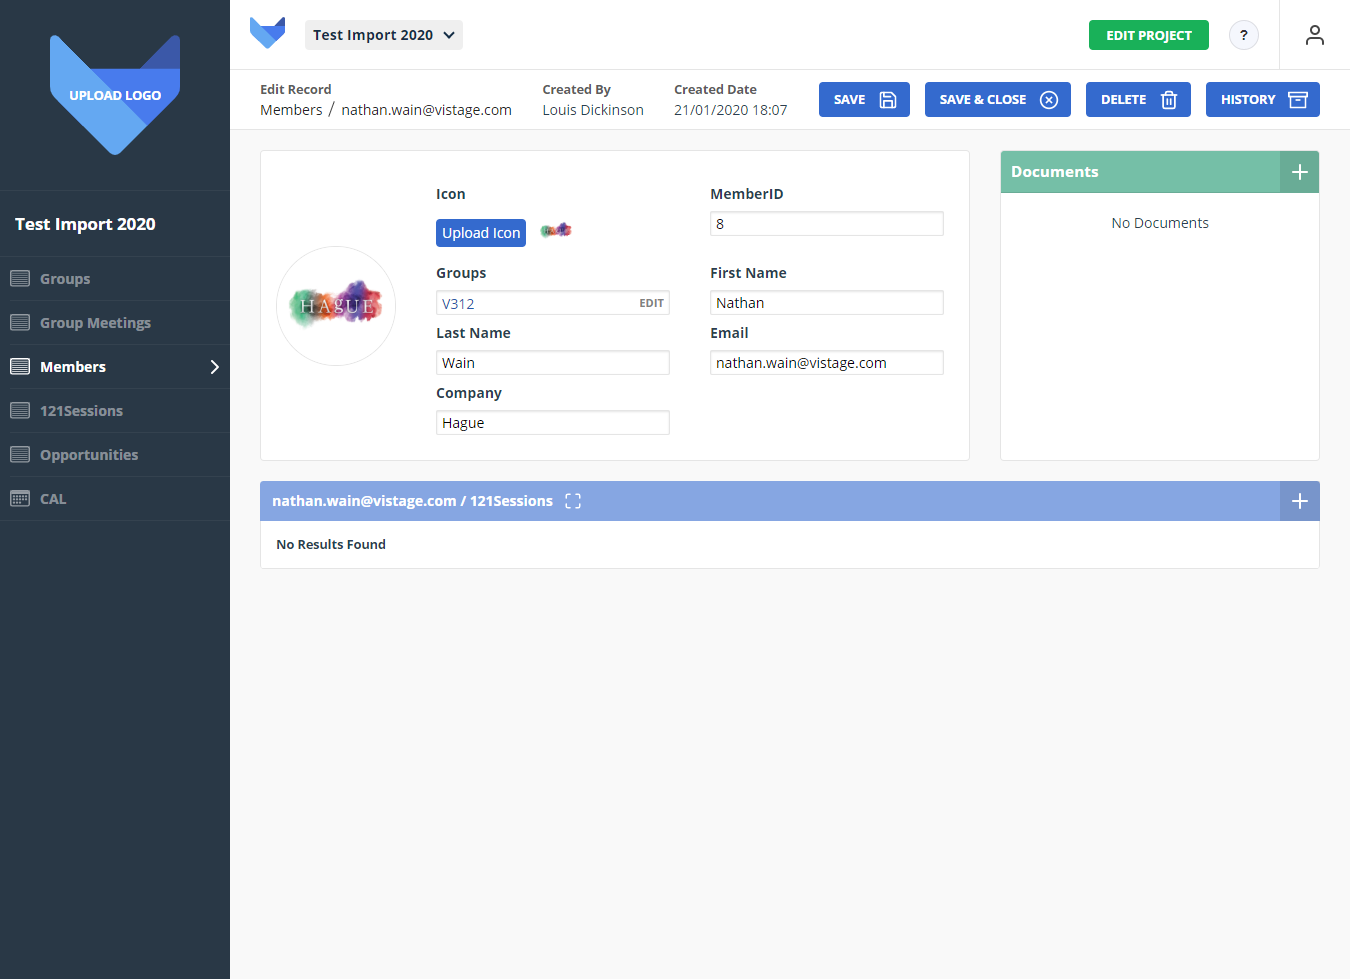 UPLOAD LOGO
Test Import 2020
Groups
Group Meetings
Members
121Sessions
Opportunities
CAL
Test Import 2020
EDIT PROJECT
?
Edit Record
Members / nathan.wain@vistage.com
Created By
Louis Dickinson
Created Date
21/01/2020 18:07
SAVE
SAVE & CLOSE
DELETE
HISTORY
HAGUE
Icon
Upload Icon
HAGUE
MemberID
8
Groups
V312
EDIT
First Name
Nathan
Last Name
Wain
Email
nathan.wain@vistage.com
Company
Hague
Documents
No Documents
nathan.wain@vistage.com / 121Sessions
No Results Found